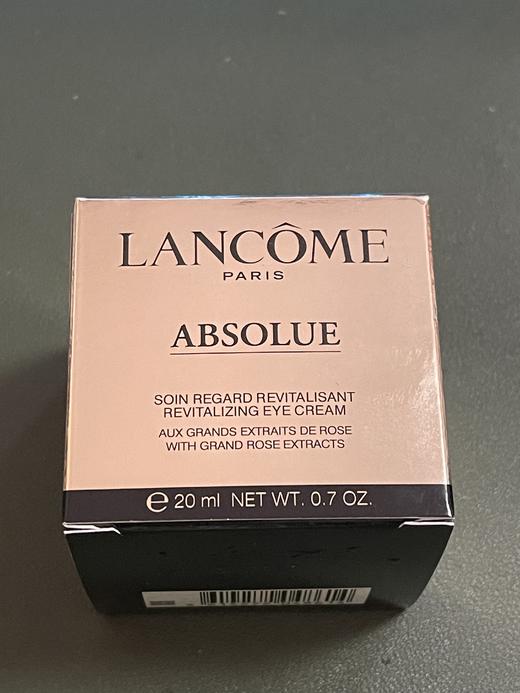 LANCÔME
PARIS
ABSOLUE
SOIN REGARD REVITALISANT
REVITALIZING EYE CREAM
AUX GRANDS EXTRAITS DE ROSE
WITH GRAND ROSE EXTRACTS
℮ 20 ml NET WT. 0.7 OZ.